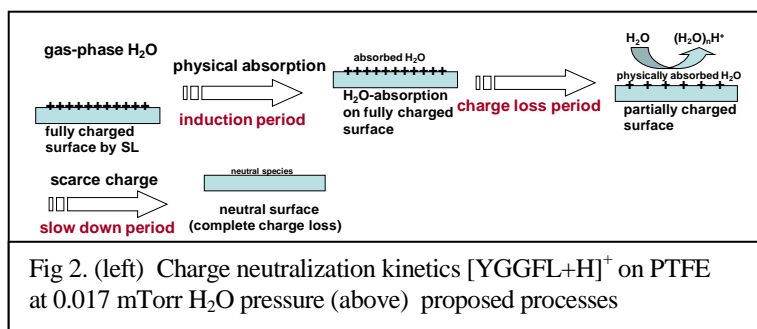 gas-phase H₂O
++++++++++++
fully charged
surface by SL
physical absorption
induction period
absorbed H₂O
++++++++++++
H₂O-absorption
on fully charged
surface
charge loss period
H₂O (H₂O)ₙH⁺
physically absorbed H₂O
+ + + + + +
partially charged
surface
scarce charge
slow down period
neutral species
neutral surface
(complete charge loss)
Fig 2. (left) Charge neutralization kinetics [YGGFL+H]⁺ on PTFE
at 0.017 mTorr H₂O pressure (above) proposed processes